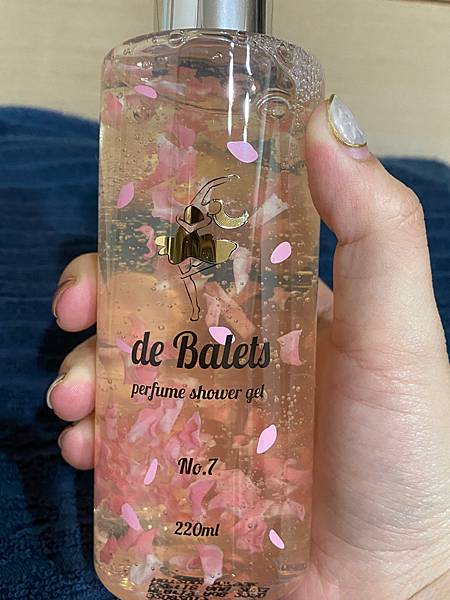 de Balets
perfume shower gel
No.7
220ml